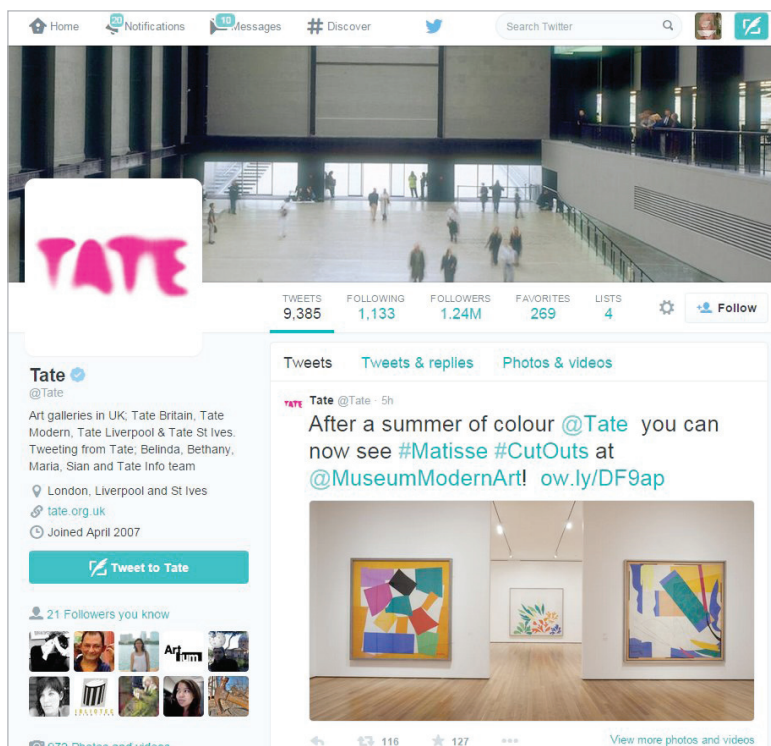 Home
20
Notifications
10
Messages
# Discover
Search Twitter
TATE
TWEETS
9,385
FOLLOWING
1,133
FOLLOWERS
1.24M
FAVORITES
269
LISTS
4
Follow
Tate
@Tate
Art galleries in UK; Tate Britain, Tate
Modern, Tate Liverpool & Tate St Ives.
Tweeting from Tate; Belinda, Bethany,
Maria, Sian and Tate Info team
London, Liverpool and St Ives
tate.org.uk
Joined April 2007
Tweet to Tate
21 Followers you know
Art
ium
Tweets
Tweets & replies
Photos & videos
TATE
Tate @Tate · 5h
After a summer of colour @Tate you can
now see #Matisse #CutOuts at
@MuseumModernArt! ow.ly/DF9ap
116
127
View more photos and videos